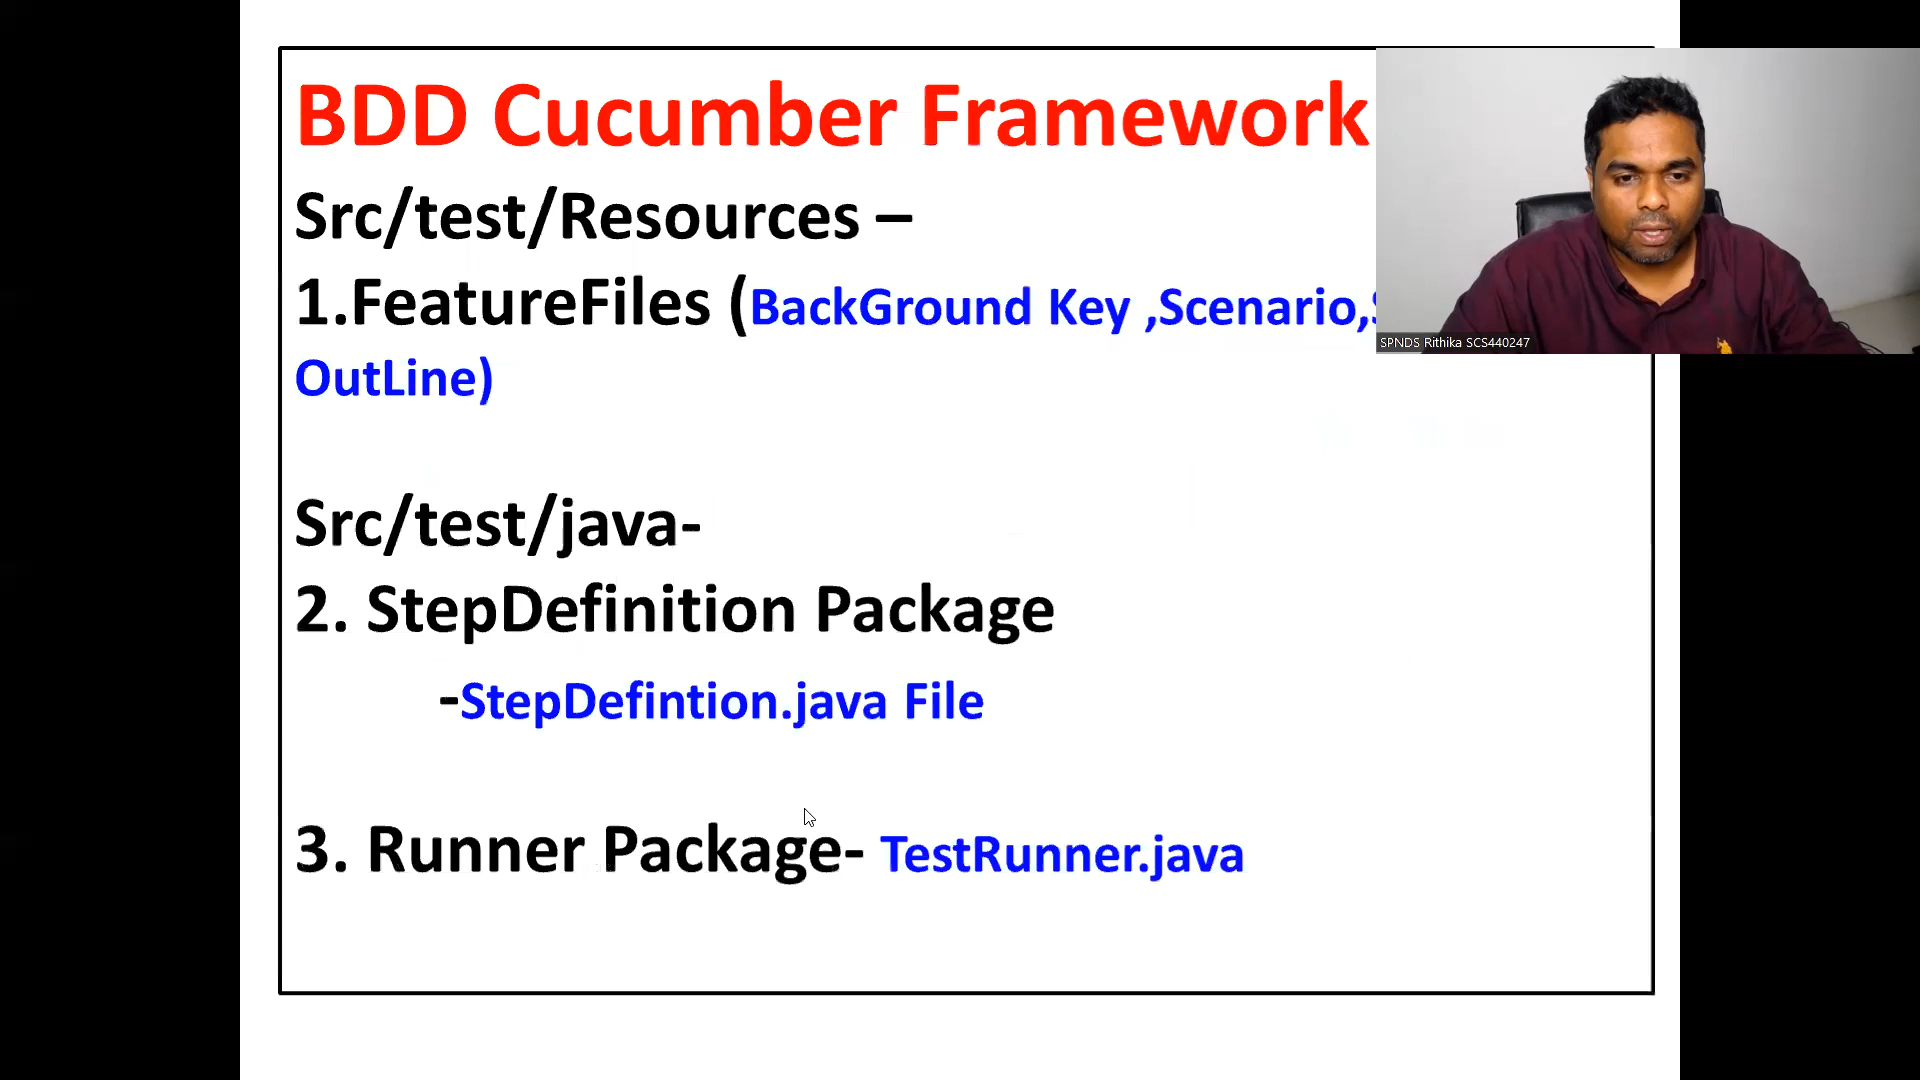 BDD Cucumber Framework
Src/test/Resources –
1.FeatureFiles (BackGround Key ,Scenario,
OutLine)
Src/test/java-
2. StepDefinition Package
-StepDefintion.java File
3. Runner Package- TestRunner.java
SPNDS Rithika SCS440247